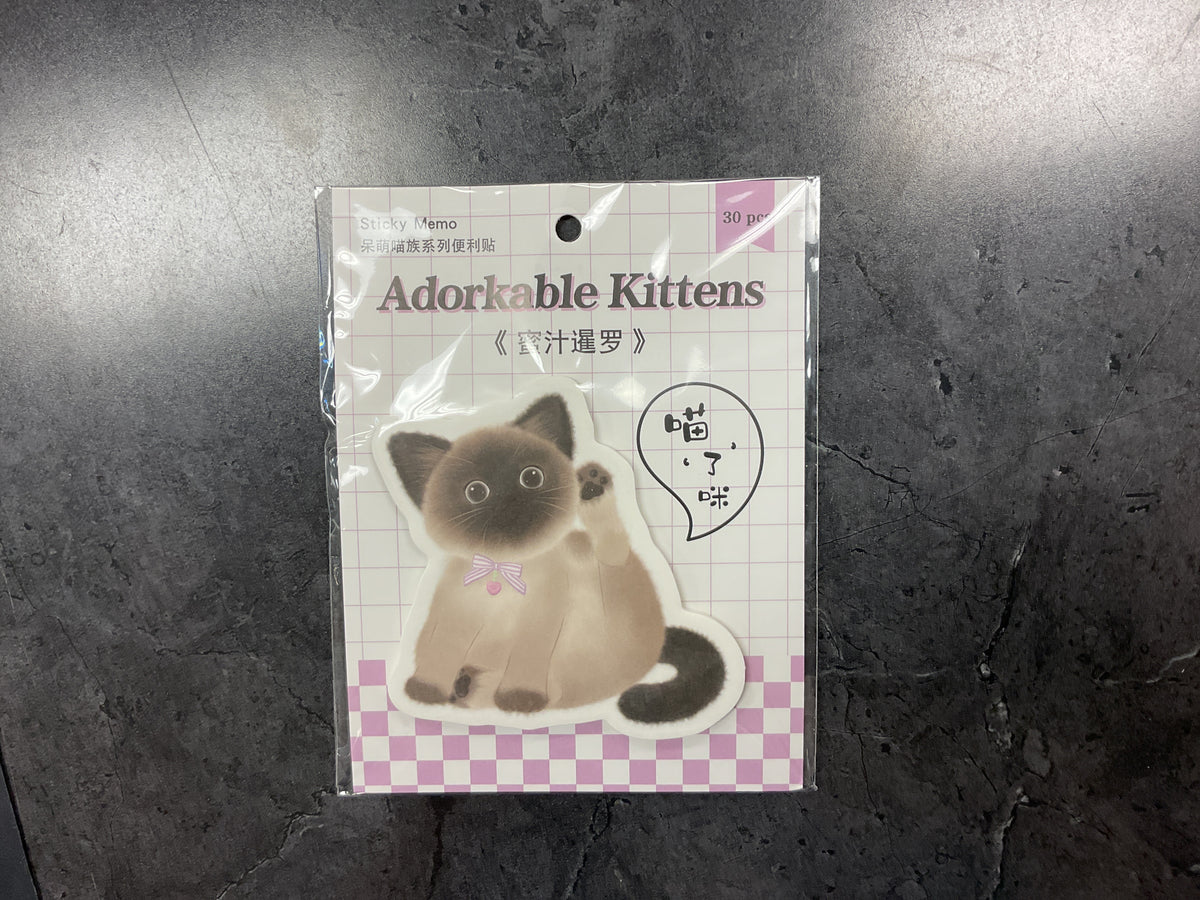 Sticky Memo
30 pcs
呆萌喵族系列便利贴
Adorkable Kittens
《 蜜汁暹罗 》
喵
了
咪